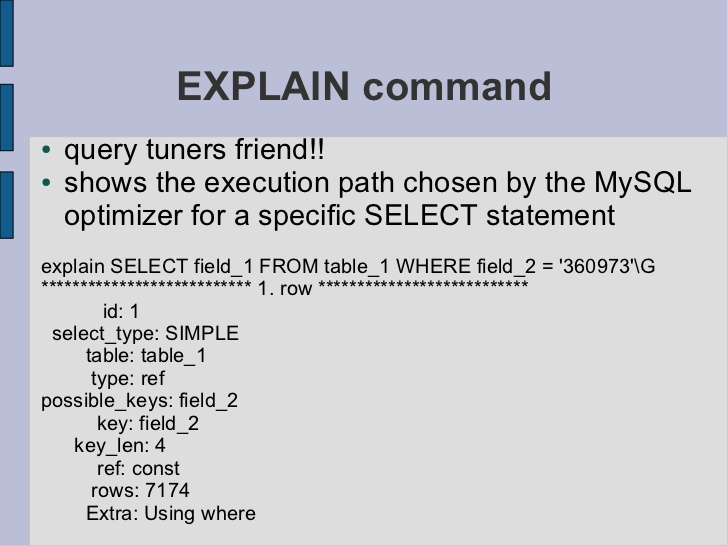 EXPLAIN command
• query tuners friend!!
• shows the execution path chosen by the MySQL
optimizer for a specific SELECT statement
explain SELECT field_1 FROM table_1 WHERE field_2 = '360973'\G
*************************** 1. row ***************************
id: 1
select_type: SIMPLE
table: table_1
type: ref
possible_keys: field_2
key: field_2
key_len: 4
ref: const
rows: 7174
Extra: Using where